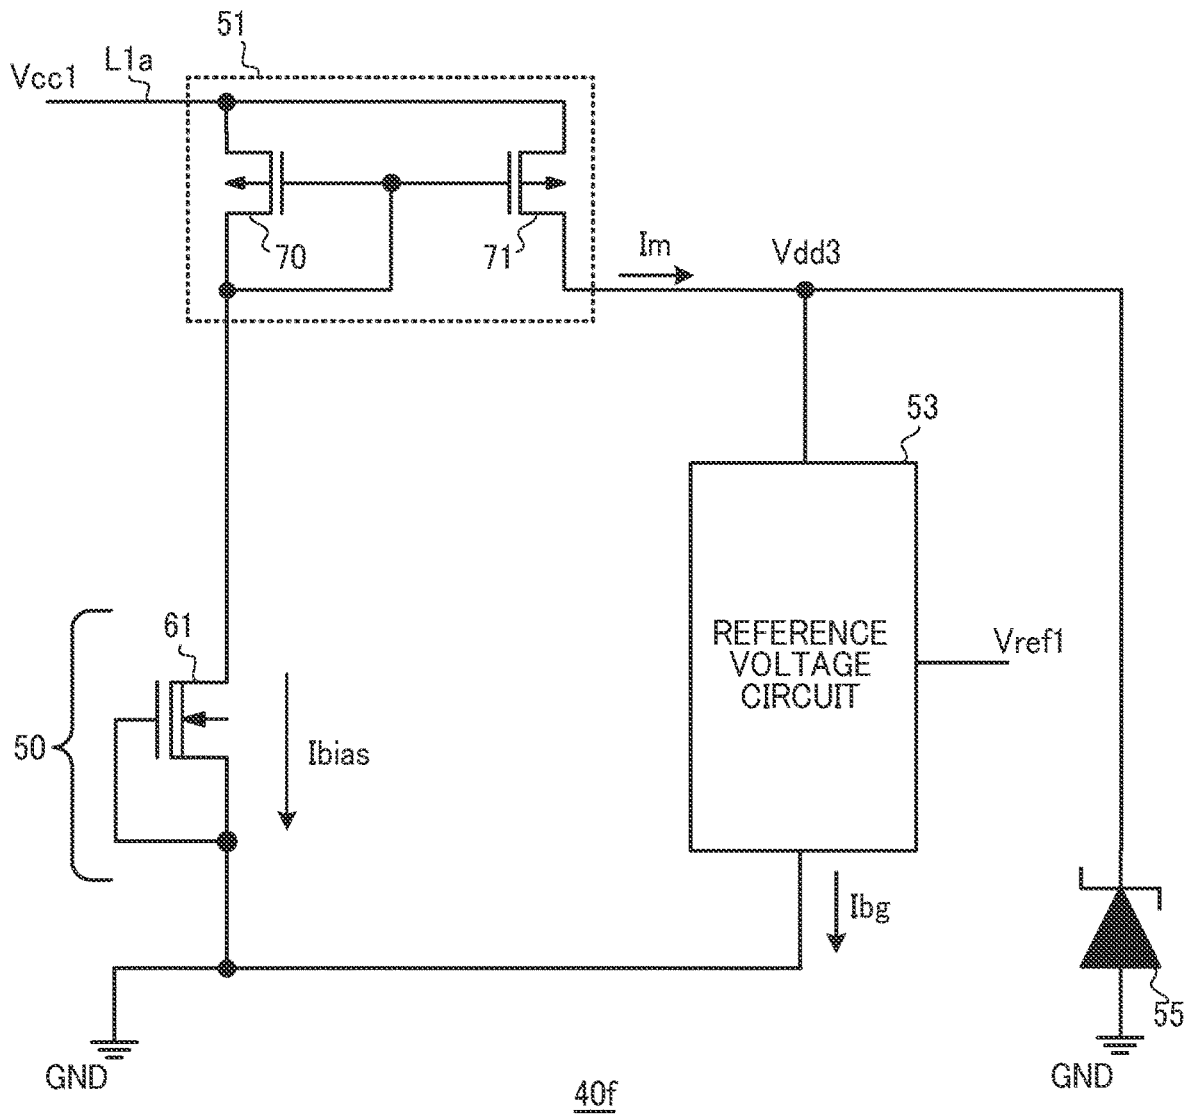 51
Vcc1
L1a
70
71
Im
Vdd3
53
61
REFERENCE
VOLTAGE
CIRCUIT
Vref1
50
Ibias
Ibg
55
GND
GND
40f